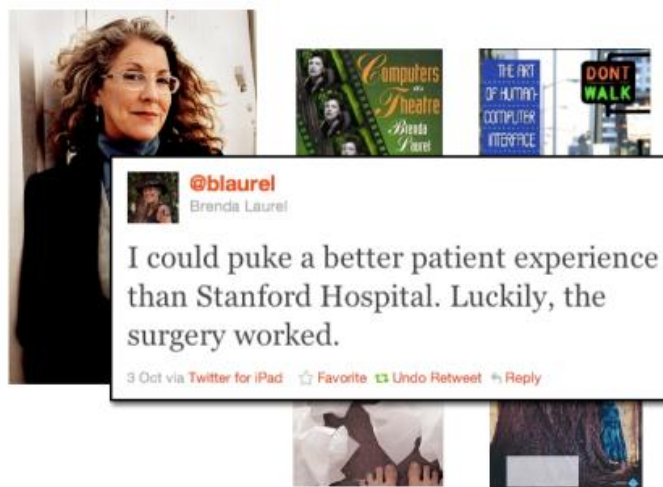 Computers
as
Theatre
Brenda
Laurel
THE ART
OF HUMAN-
COMPUTER
INTERFACE
DONT
WALK
@blaurel
Brenda Laurel
I could puke a better patient experience
than Stanford Hospital. Luckily, the
surgery worked.
3 Oct via Twitter for iPad Favorite Undo Retweet Reply